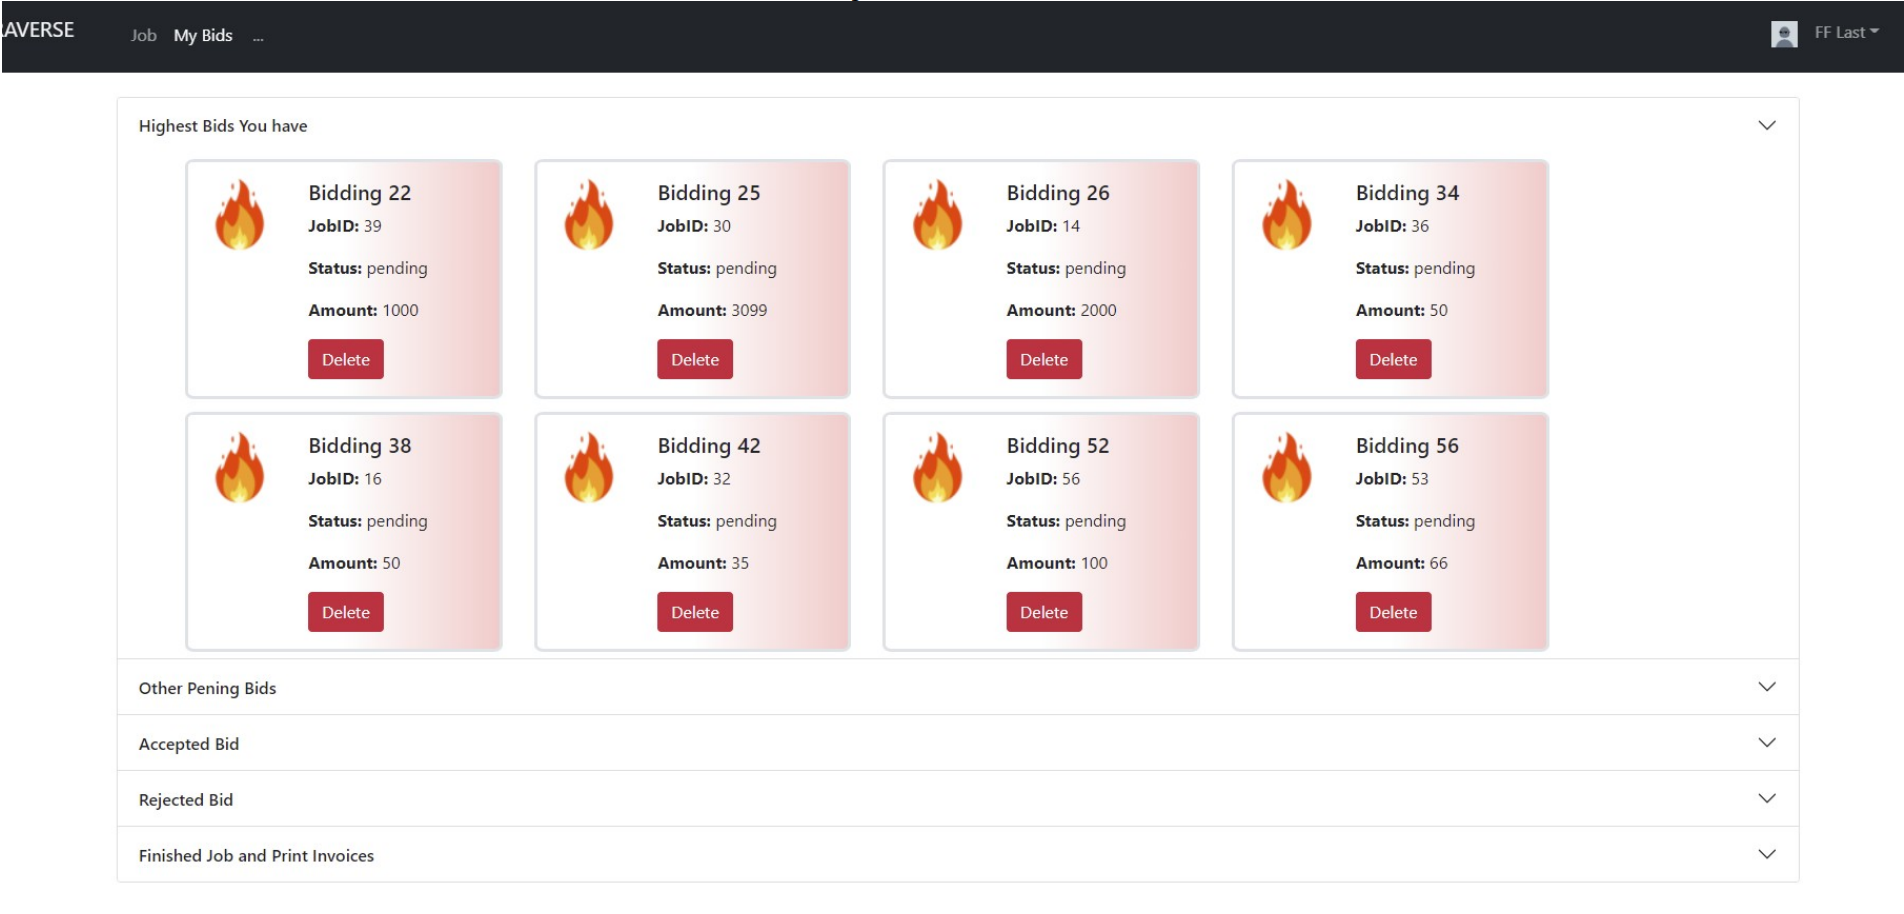 AVERSE
Job My Bids ...
FF Last
Highest Bids You have
Bidding 22
JobID: 39
Status: pending
Amount: 1000
Delete
Bidding 25
JobID: 30
Status: pending
Amount: 3099
Delete
Bidding 26
JobID: 14
Status: pending
Amount: 2000
Delete
Bidding 34
JobID: 36
Status: pending
Amount: 50
Delete
Bidding 38
JobID: 16
Status: pending
Amount: 50
Delete
Bidding 42
JobID: 32
Status: pending
Amount: 35
Delete
Bidding 52
JobID: 56
Status: pending
Amount: 100
Delete
Bidding 56
JobID: 53
Status: pending
Amount: 66
Delete
Other Pening Bids
Accepted Bid
Rejected Bid
Finished Job and Print Invoices